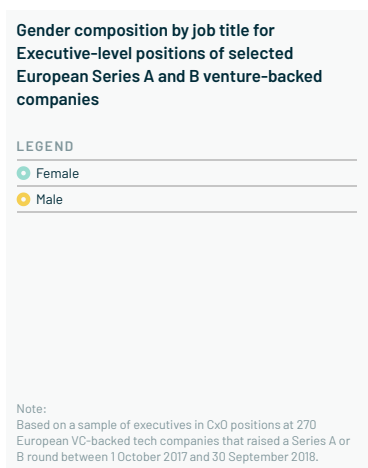 Gender composition by job title for
Executive-level positions of selected
European Series A and B venture-backed
companies
LEGEND
Female
Male
Note:
Based on a sample of executives in CxO positions at 270
European VC-backed tech companies that raised a Series A or
B round between 1 October 2017 and 30 September 2018.